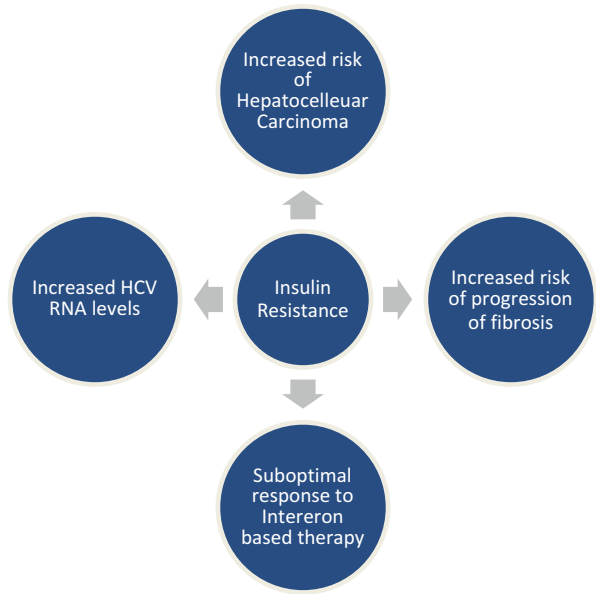 Increased risk
of
Hepatocelleuar
Carcinoma
Increased HCV
RNA levels
Insulin
Resistance
Increased risk
of progression
of fibrosis
Suboptimal
response to
Intereron
based therapy